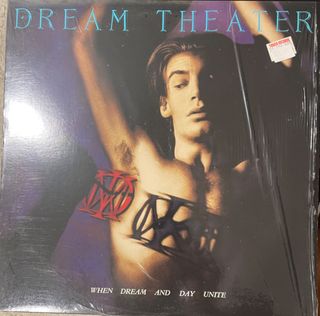 DREAM THEATER
WHEN DREAM AND DAY UNITE